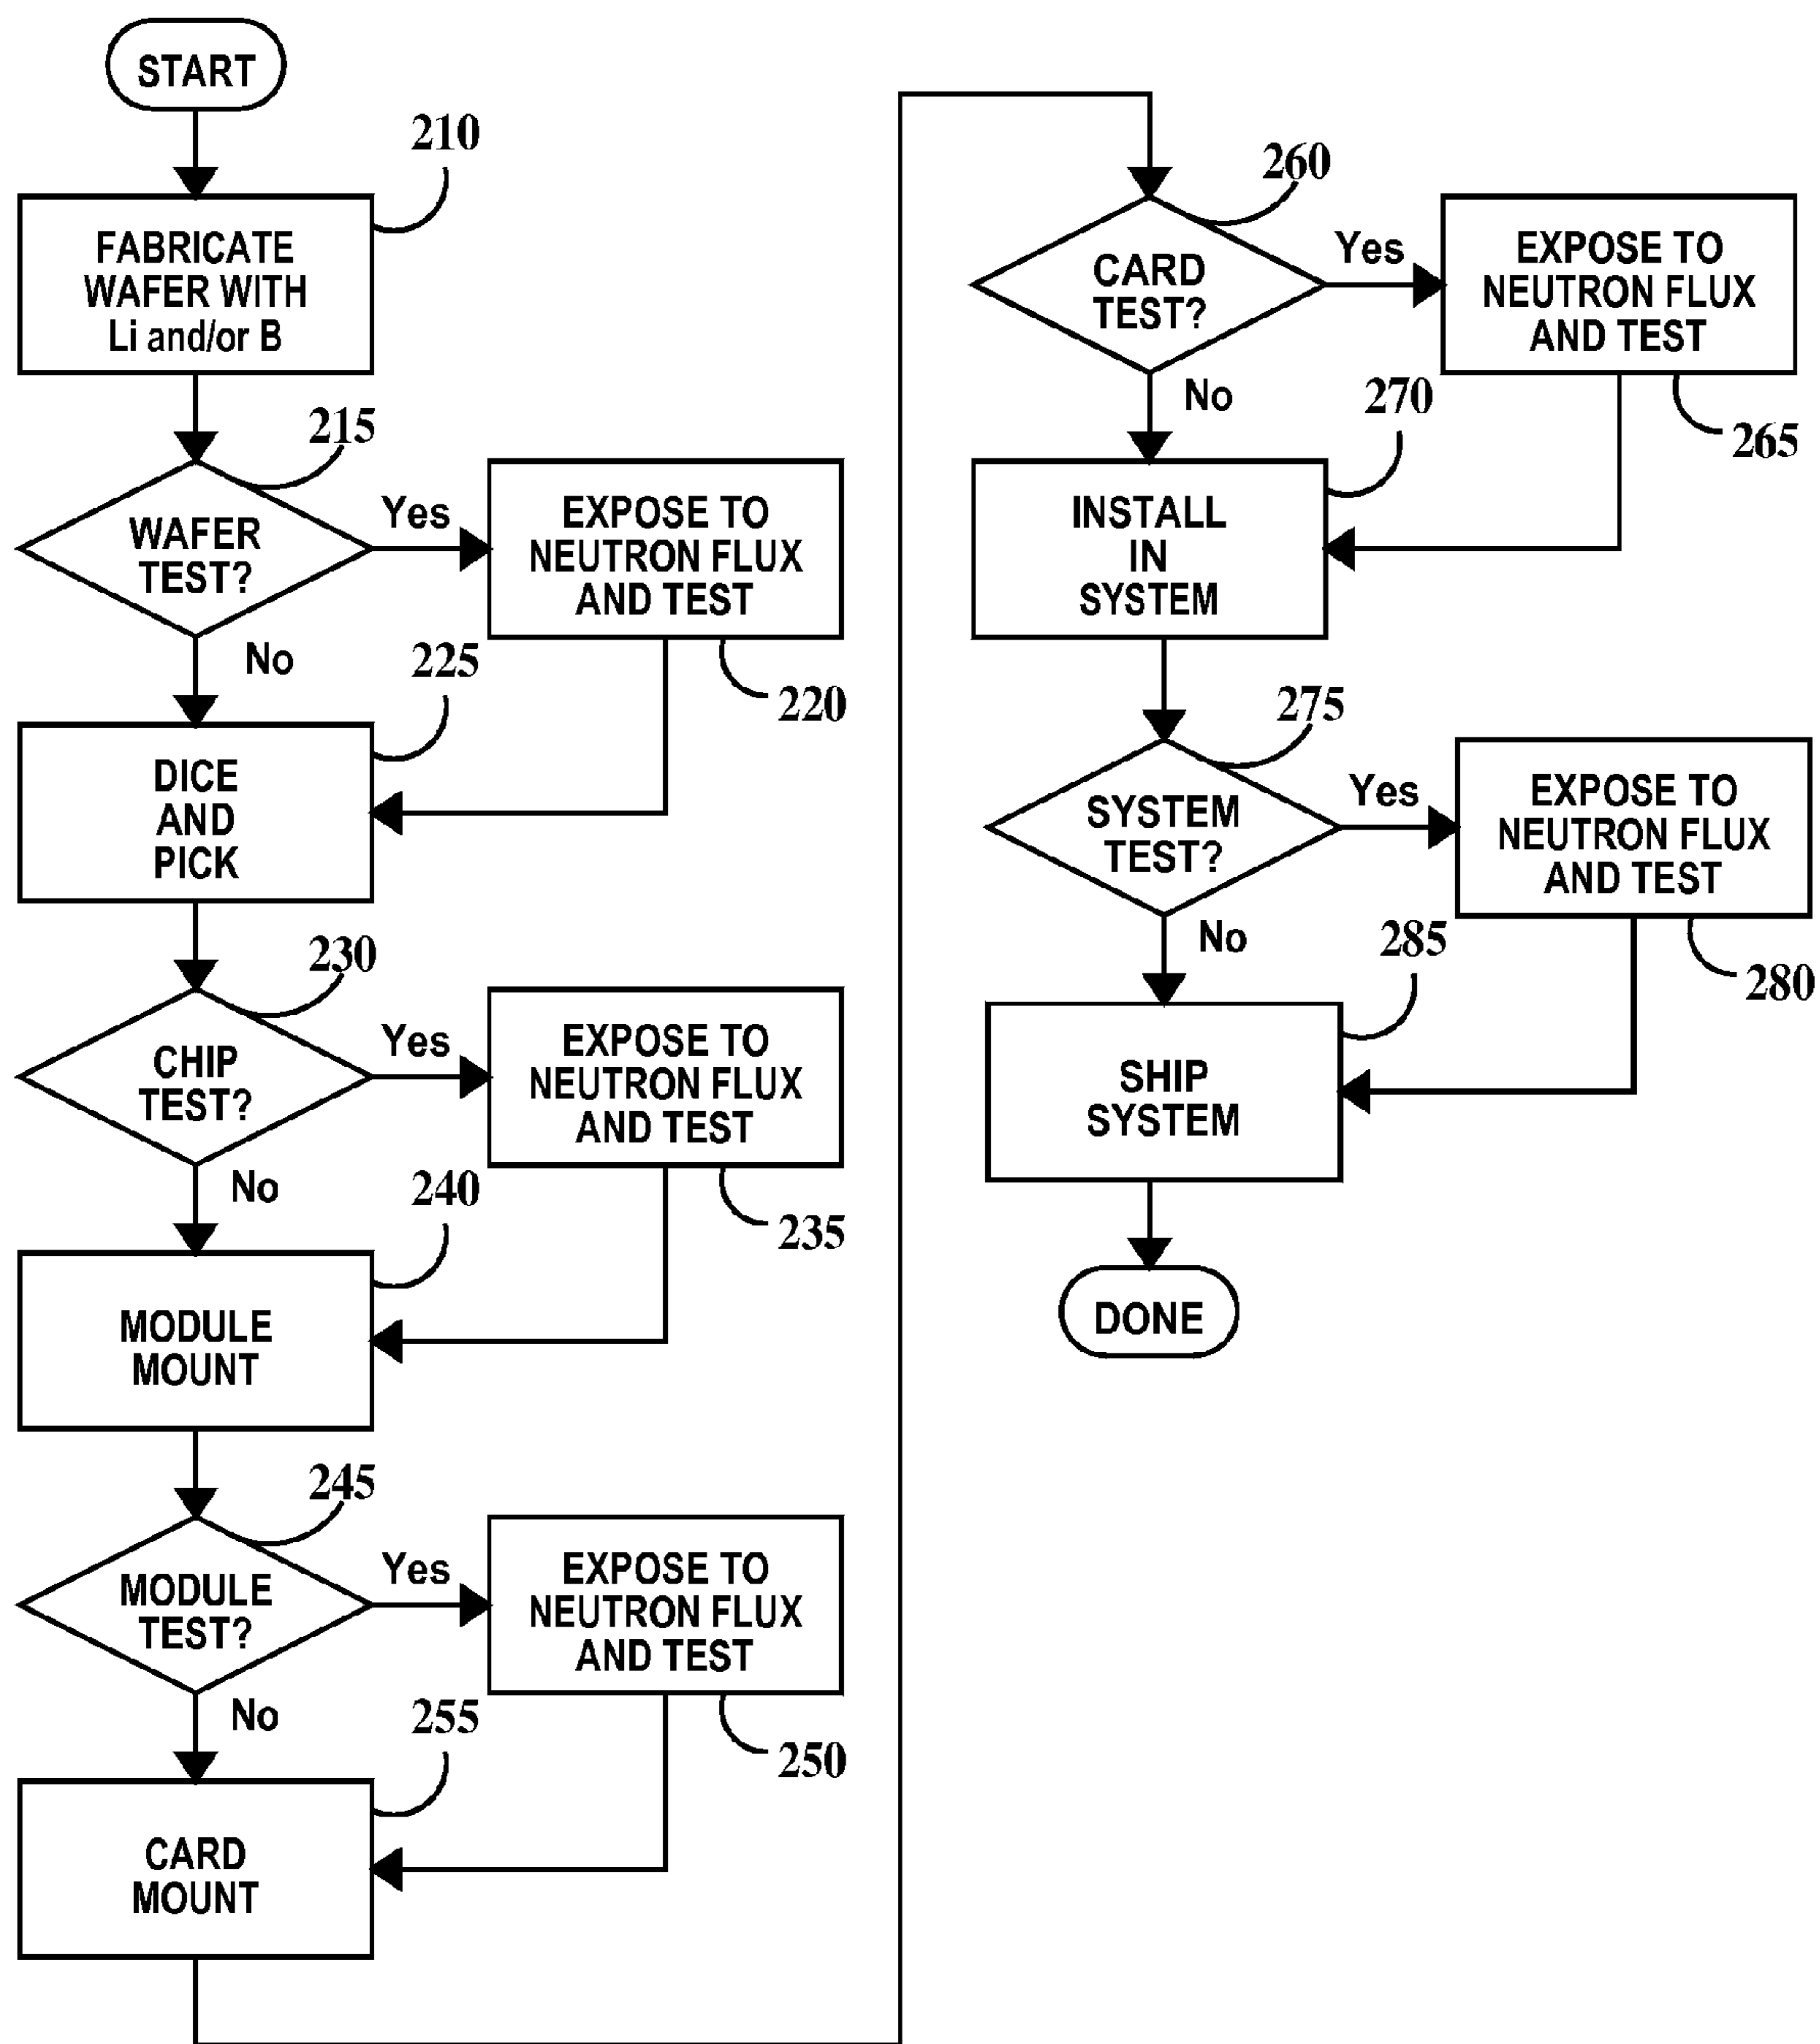 START
210
FABRICATE
WAFER WITH
Li and/or B
215
WAFER
TEST?
Yes
EXPOSE TO
NEUTRON FLUX
AND TEST
220
No
225
DICE
AND
PICK
230
CHIP
TEST?
Yes
EXPOSE TO
NEUTRON FLUX
AND TEST
235
No
240
MODULE
MOUNT
245
MODULE
TEST?
Yes
EXPOSE TO
NEUTRON FLUX
AND TEST
250
No
255
CARD
MOUNT
260
CARD
TEST?
Yes
EXPOSE TO
NEUTRON FLUX
AND TEST
265
No
270
INSTALL
IN
SYSTEM
275
SYSTEM
TEST?
Yes
EXPOSE TO
NEUTRON FLUX
AND TEST
280
No
285
SHIP
SYSTEM
DONE